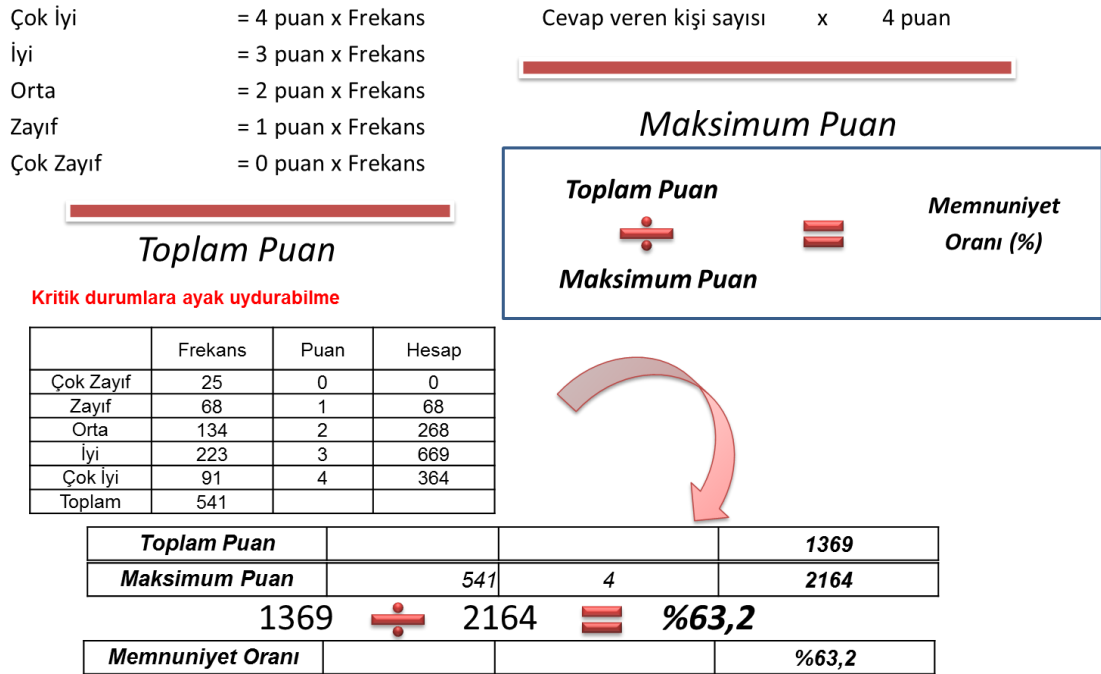 Çok İyi = 4 puan x Frekans
İyi = 3 puan x Frekans
Orta = 2 puan x Frekans
Zayıf = 1 puan x Frekans
Çok Zayıf = 0 puan x Frekans
Toplam Puan
Cevap veren kişi sayısı x 4 puan
Maksimum Puan
Toplam Puan
÷
Maksimum Puan
=
Memnuniyet
Oranı (%)
Kritik durumlara ayak uydurabilme
Frekans Puan Hesap
Çok Zayıf 25 0 0
Zayıf 68 1 68
Orta 134 2 268
İyi 223 3 669
Çok İyi 91 4 364
Toplam 541
Toplam Puan 1369
Maksimum Puan 541 4 2164
1369 ÷ 2164 = %63,2
Memnuniyet Oranı %63,2